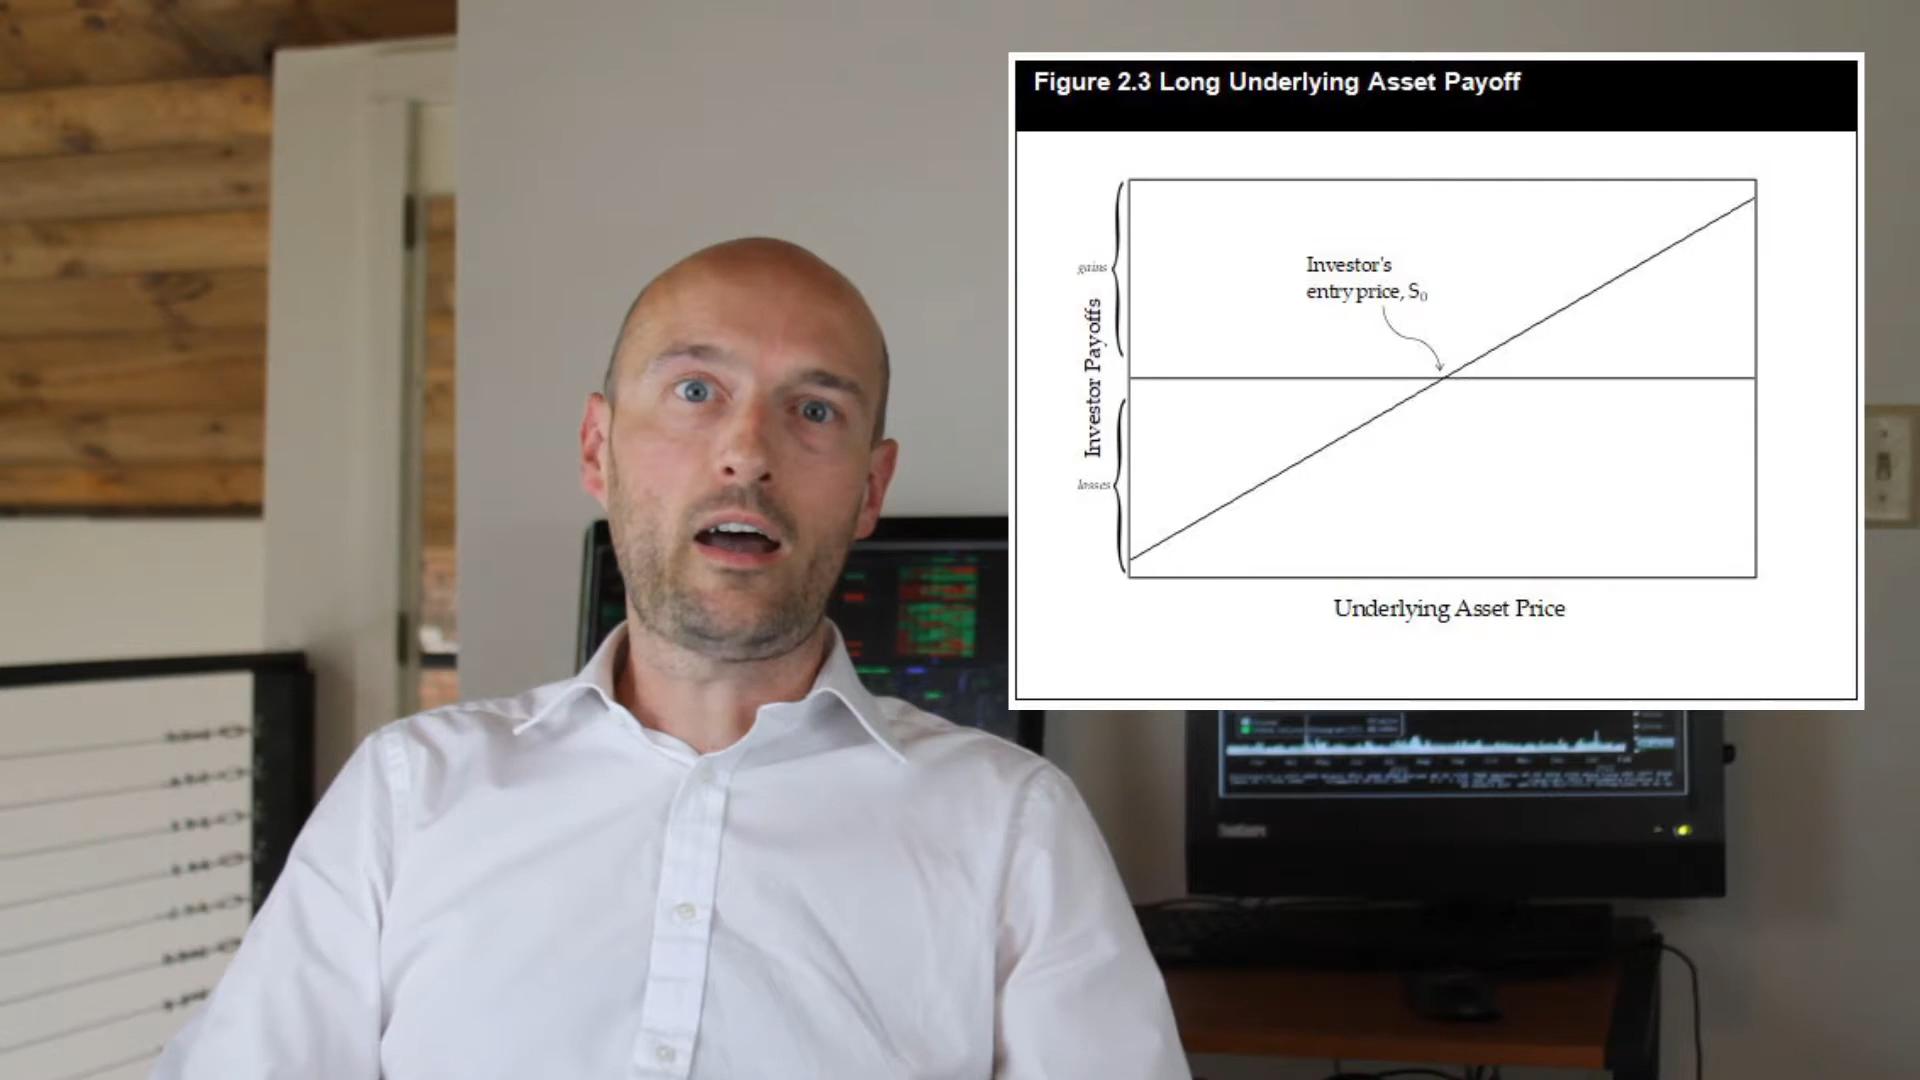 Figure 2.3 Long Underlying Asset Payoff
gains
Investor's
entry price, S₀
Investor Payoffs
losses
Underlying Asset Price